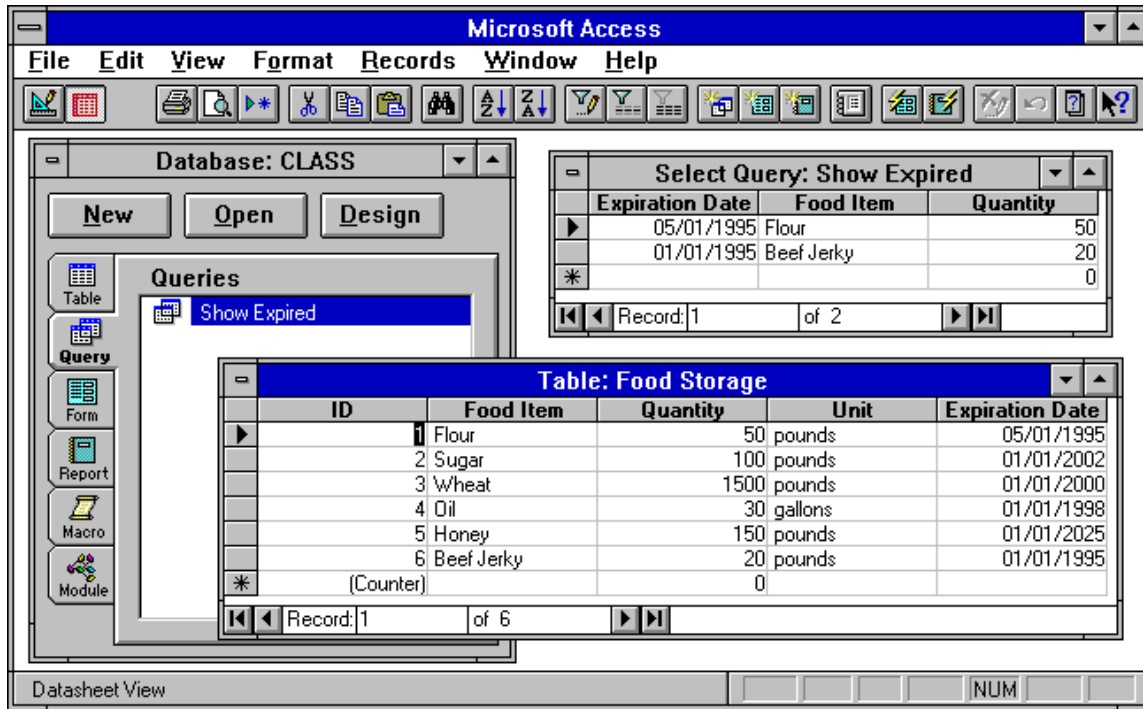 Microsoft Access
File Edit View Format Records Window Help
Database: CLASS
New Open Design
Table
Query
Form
Report
Macro
Module
Queries
Show Expired
Select Query: Show Expired
Expiration Date Food Item Quantity
05/01/1995 Flour 50
01/01/1995 Beef Jerky 20
0
Record: 1 of 2
Table: Food Storage
ID Food Item Quantity Unit Expiration Date
1 Flour 50 pounds 05/01/1995
2 Sugar 100 pounds 01/01/2002
3 Wheat 1500 pounds 01/01/2000
4 Oil 30 gallons 01/01/1998
5 Honey 150 pounds 01/01/2025
6 Beef Jerky 20 pounds 01/01/1995
(Counter) 0
Record: 1 of 6
Datasheet View NUM